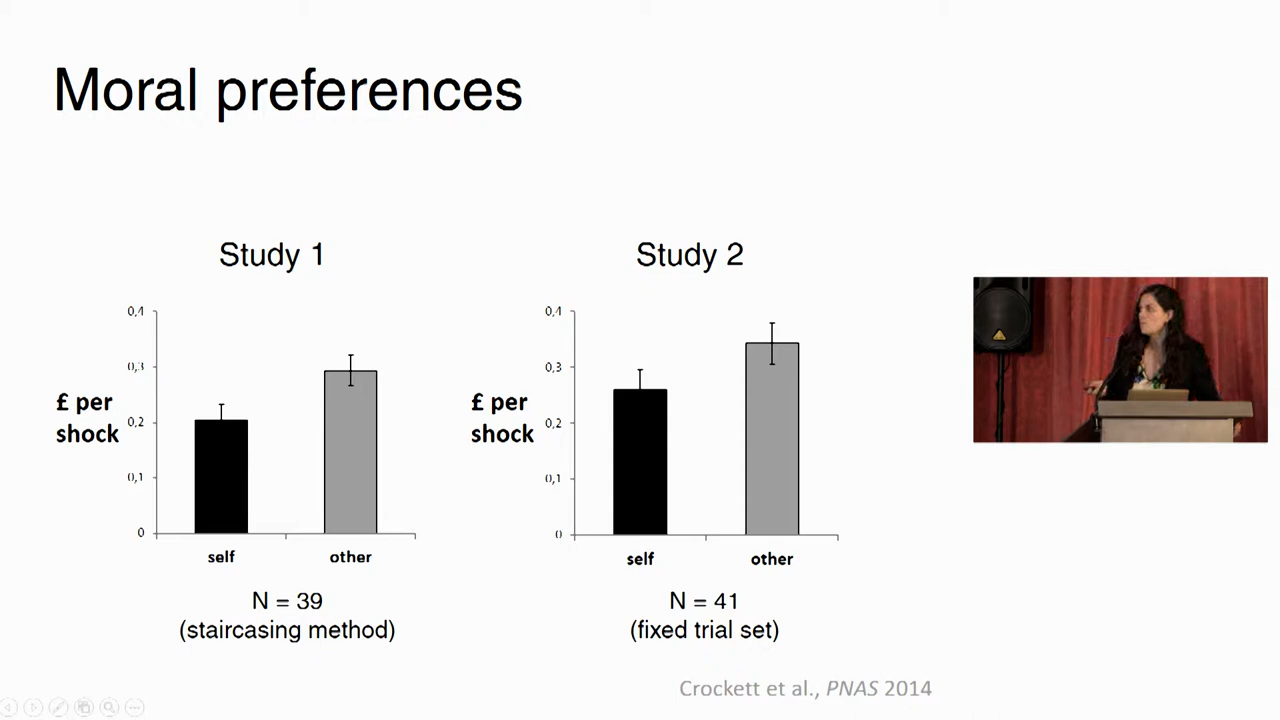 Moral preferences
Study 1
0,4
0,3
0,2
0,1
0
£ per
shock
self
other
N = 39
(staircasing method)
Study 2
0,4
0,3
0,2
0,1
0
£ per
shock
self
other
N = 41
(fixed trial set)
Crockett et al., PNAS 2014